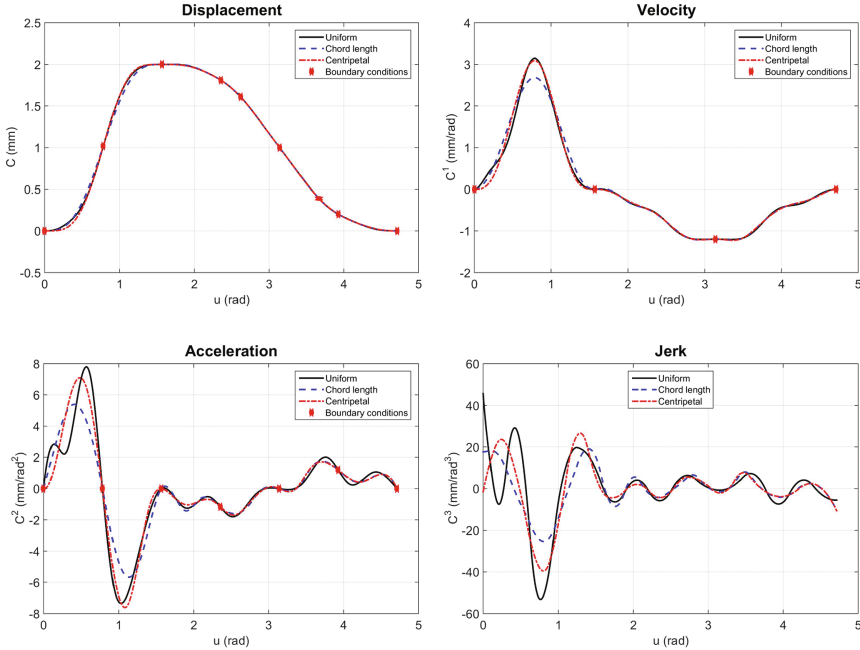 Displacement
2.5
2
1.5
1
0.5
0
-0.5
C (mm)
0 1 2 3 4 5
u (rad)
Uniform
Chord length
Centripetal
Boundary conditions
Velocity
4
3
2
1
0
-1
-2
C¹ (mm/rad)
0 1 2 3 4 5
u (rad)
Uniform
Chord length
Centripetal
Boundary conditions
Acceleration
8
6
4
2
0
-2
-4
-6
-8
C² (mm/rad²)
0 1 2 3 4 5
u (rad)
Uniform
Chord length
Centripetal
Boundary conditions
Jerk
60
40
20
0
-20
-40
-60
C³ (mm/rad³)
0 1 2 3 4 5
u (rad)
Uniform
Chord length
Centripetal